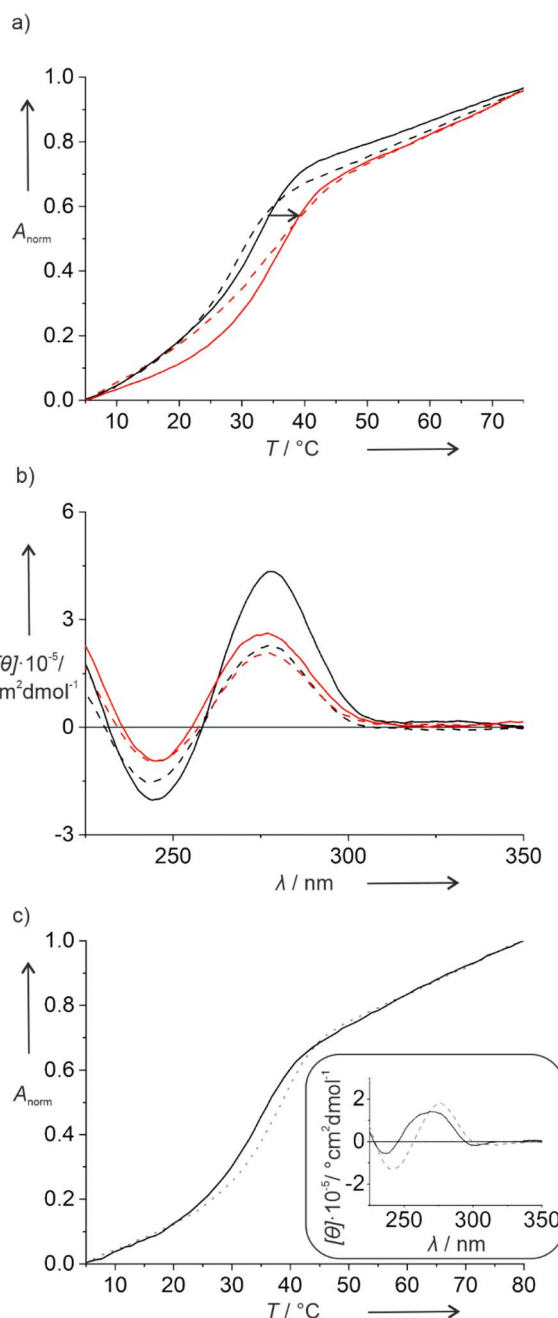 a)
1.0
0.8
0.6
A norm
0.4
0.2
0.0
10 20 30 40 50 60 70
T / °C
b)
6
3
[θ]·10⁻⁵/
m²dmol⁻¹
0
-3
250 300 350
λ / nm
c)
1.0
0.8
0.6
A norm
0.4
0.2
0.0
10 20 30 40 50 60 70 80
T / °C
[θ]·10⁻⁵/ °cm²dmol⁻¹
2
0
-2
250 300 350
λ / nm